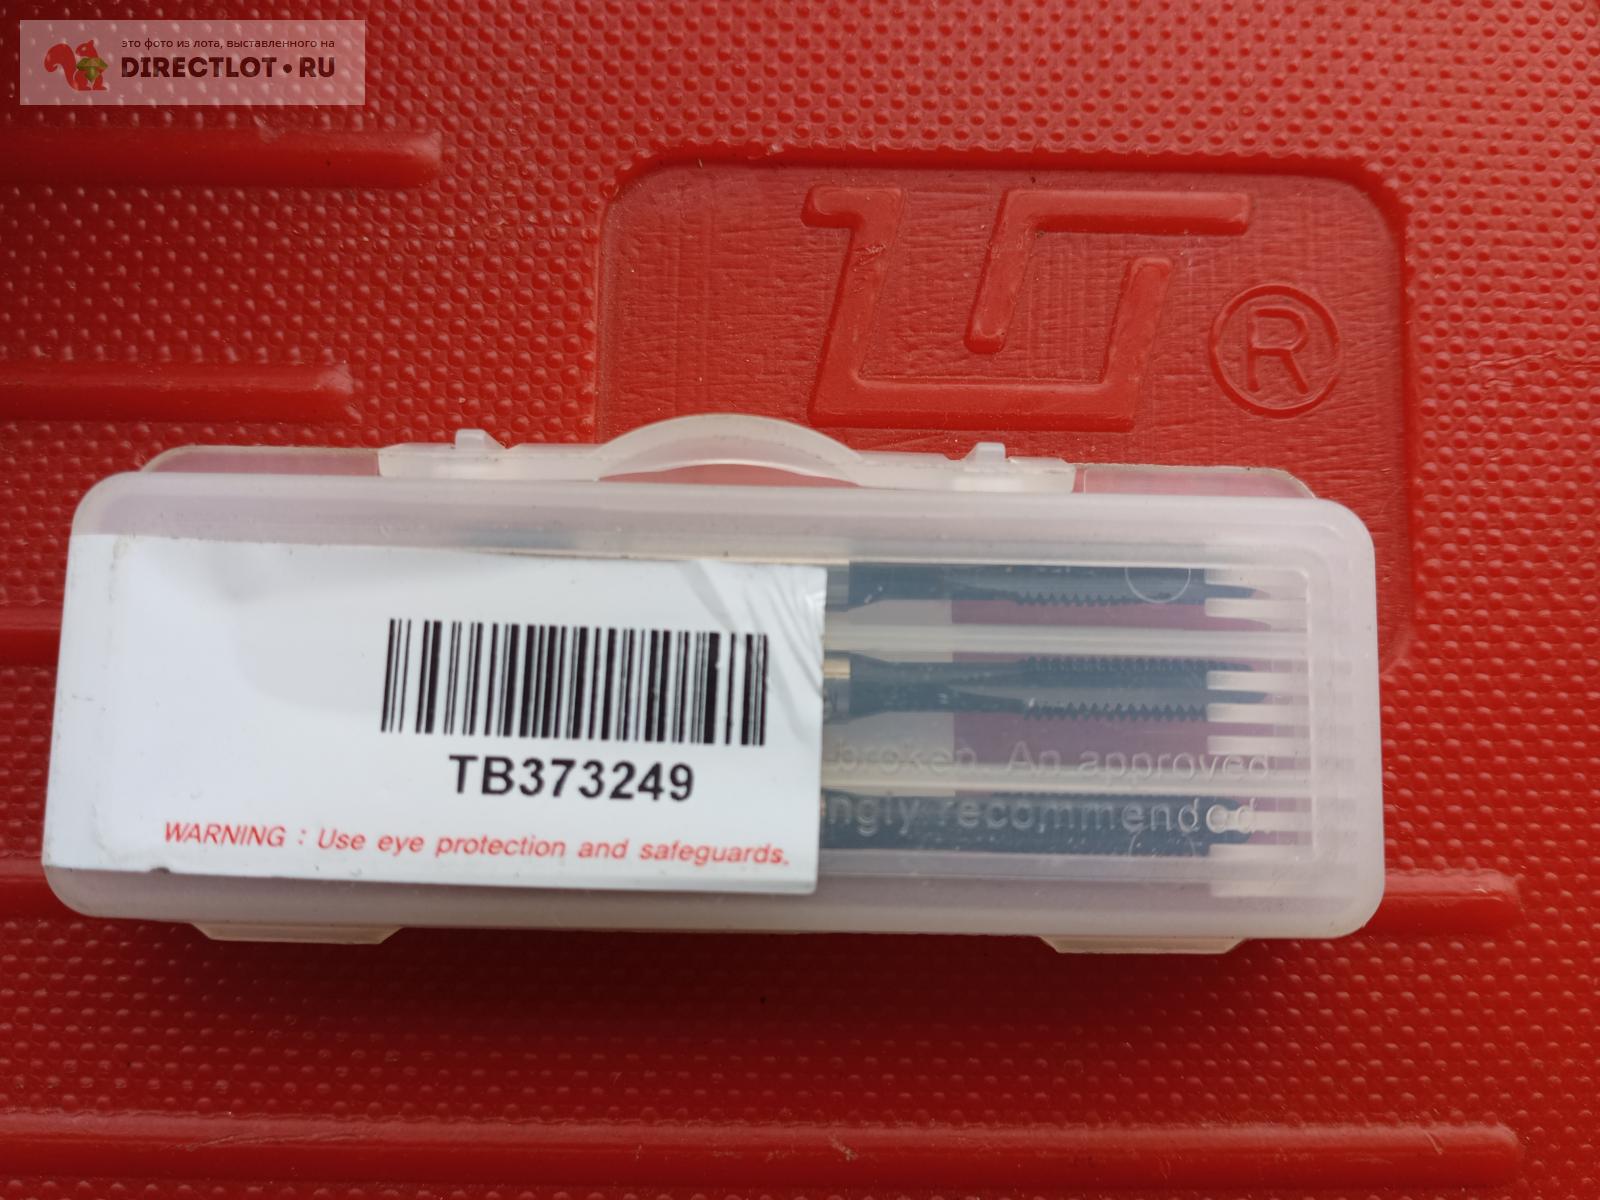 это фото из лота, выставленного на
DIRECTLOT.RU
®
TB373249
WARNING : Use eye protection and safeguards.
broken. An approved
ngly recommended.